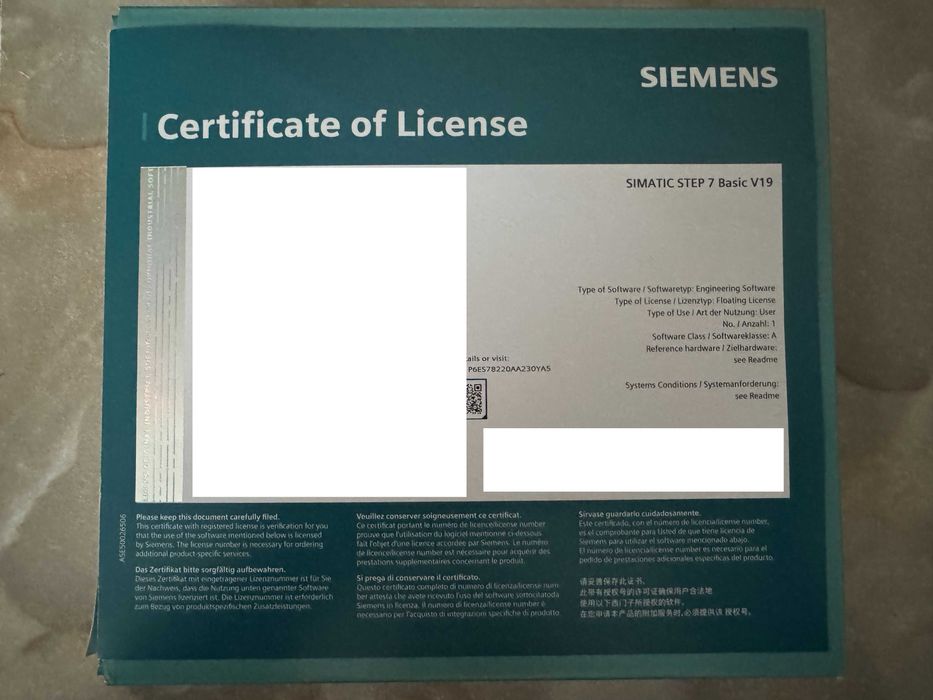 SIEMENS
Certificate of License
SIMATIC STEP 7 Basic V19
Type of Software / Softwaretyp: Engineering Software
Type of License / Lizenztyp: Floating License
Type of Use / Art der Nutzung: User
No. / Anzahl: 1
Software Class / Softwareklasse: A
Reference hardware / Zielhardware:
see Readme
ails or visit:
P6ES78220AA230YA5
Systems Conditions / Systemanforderung:
see Readme
A5E50026506
Please keep this document carefully filed.
This certificate with registered license is verification for you
that the use of the software mentioned below is licensed
by Siemens. The license number is necessary for ordering
additional product-specific services.
Das Zertifikat bitte sorgfältig aufbewahren.
Dieses Zertifikat mit eingetragener Lizenznummer ist für Sie
der Nachweis, dass die Nutzung unten genannter Software
von Siemens lizenziert ist. Die Lizenznummer ist erforderlich
zum Bezug von produktspezifischen Zusatzleistungen.
Veuillez conserver soigneusement ce certificat.
Ce certificat portant le numéro de licence/license number
prouve que l'utilisation du logiciel mentionné ci-dessous
fait l'objet d'une licence accordée par Siemens. Le numéro
de licence/license number est nécessaire pour acquérir des
prestations supplémentaires concernant le produit.
Si prega di conservare il certificato.
Questo certificato completo di numero di licenza/license num-
ber attesta che avete ricevuto l'uso del software sottocitatoda
Siemens in licenza. Il numero di licenza/license number è
necessario per l'acquisto di integrazioni specifiche di prodotto.
Sírvase guardarlo cuidadosamente.
Este certificado, con el número de licencia/license number,
es el comprobante para Usted de que tiene licencia de
Siemens para utilizar el software mencionado abajo.
El número de licencia/license number es necesario para el
pedido de prestaciones adicionales específicas del producto.
请妥善保存此证书。
此带有授权号的许可证确保用户合法地
使用以下西门子所授权的软件。
在您申请本产品的附加服务时,必须提供该 授权号。